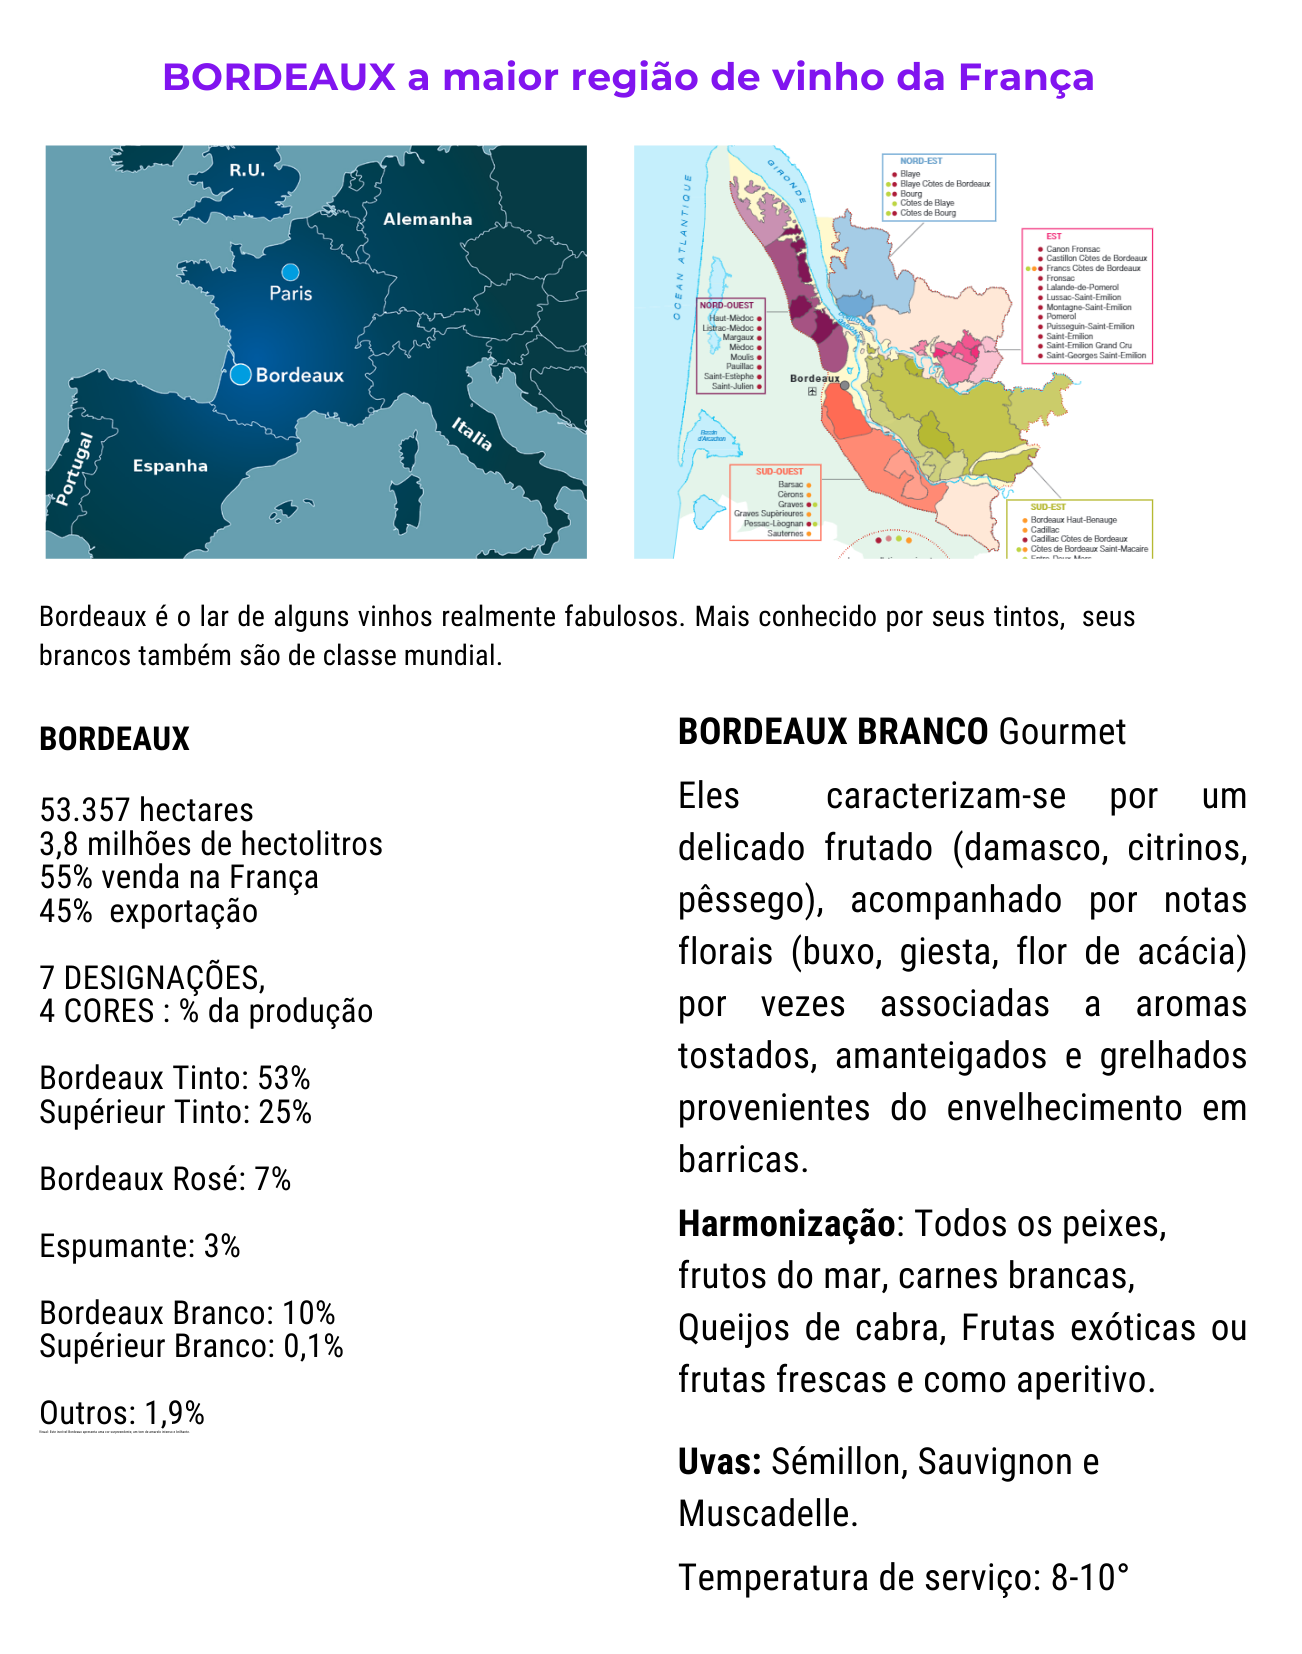 BORDEAUX a maior região de vinho da França
R.U.
Alemanha
Paris
Bordeaux
Portugal
Espanha
Italia
OCEAN ATLANTIQUE
GIRONDE
NORD-EST
Blaye
Blaye Côtes de Bordeaux
Bourg
Côtes de Blaye
Côtes de Bourg
EST
Canon Fronsac
Castillon Côtes de Bordeaux
Francs Côtes de Bordeaux
Fronsac
Lalande-de-Pomerol
Lussac-Saint-Emilion
Montagne-Saint-Emilion
Pomerol
Puisseguin-Saint-Emilion
Saint-Emilion
Saint-Emilion Grand Cru
Saint-Georges Saint-Emilion
NORD-OUEST
Haut-Médoc
Listrac-Médoc
Margaux
Médoc
Moulis
Pauillac
Saint-Estèphe
Saint-Julien
Bordeaux
Bassin
d'Arcachon
SUD-OUEST
Barsac
Cérons
Graves
Graves Supérieures
Pessac-Léognan
Sauternes
SUD-EST
Bordeaux Haut-Benauge
Cadillac
Cadillac Côtes de Bordeaux
Côtes de Bordeaux Saint-Macaire
Bordeaux é o lar de alguns vinhos realmente fabulosos. Mais conhecido por seus tintos, seus
brancos também são de classe mundial.
BORDEAUX
53.357 hectares
3,8 milhões de hectolitros
55% venda na França
45% exportação
7 DESIGNAÇÕES,
4 CORES : % da produção
Bordeaux Tinto: 53%
Supérieur Tinto: 25%
Bordeaux Rosé: 7%
Espumante: 3%
Bordeaux Branco: 10%
Supérieur Branco: 0,1%
Outros: 1,9%
BORDEAUX BRANCO Gourmet
Eles caracterizam-se por um
delicado frutado (damasco, citrinos,
pêssego), acompanhado por notas
florais (buxo, giesta, flor de acácia)
por vezes associadas a aromas
tostados, amanteigados e grelhados
provenientes do envelhecimento em
barricas.
Harmonização: Todos os peixes,
frutos do mar, carnes brancas,
Queijos de cabra, Frutas exóticas ou
frutas frescas e como aperitivo.
Uvas: Sémillon, Sauvignon e
Muscadelle.
Temperatura de serviço: 8-10°